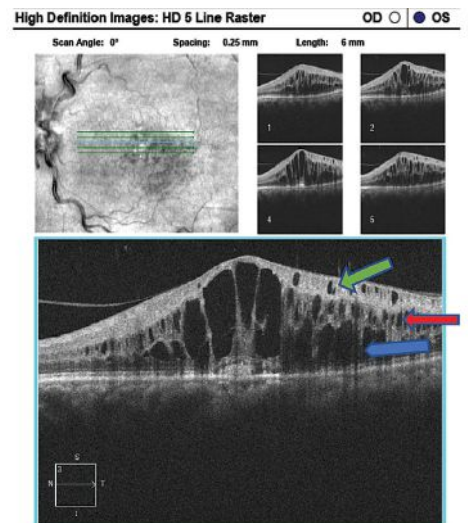 High Definition Images: HD 5 Line Raster OD OS
Scan Angle: 0° Spacing: 0.25 mm Length: 6 mm
1 2
4 5
S
3
N T
I